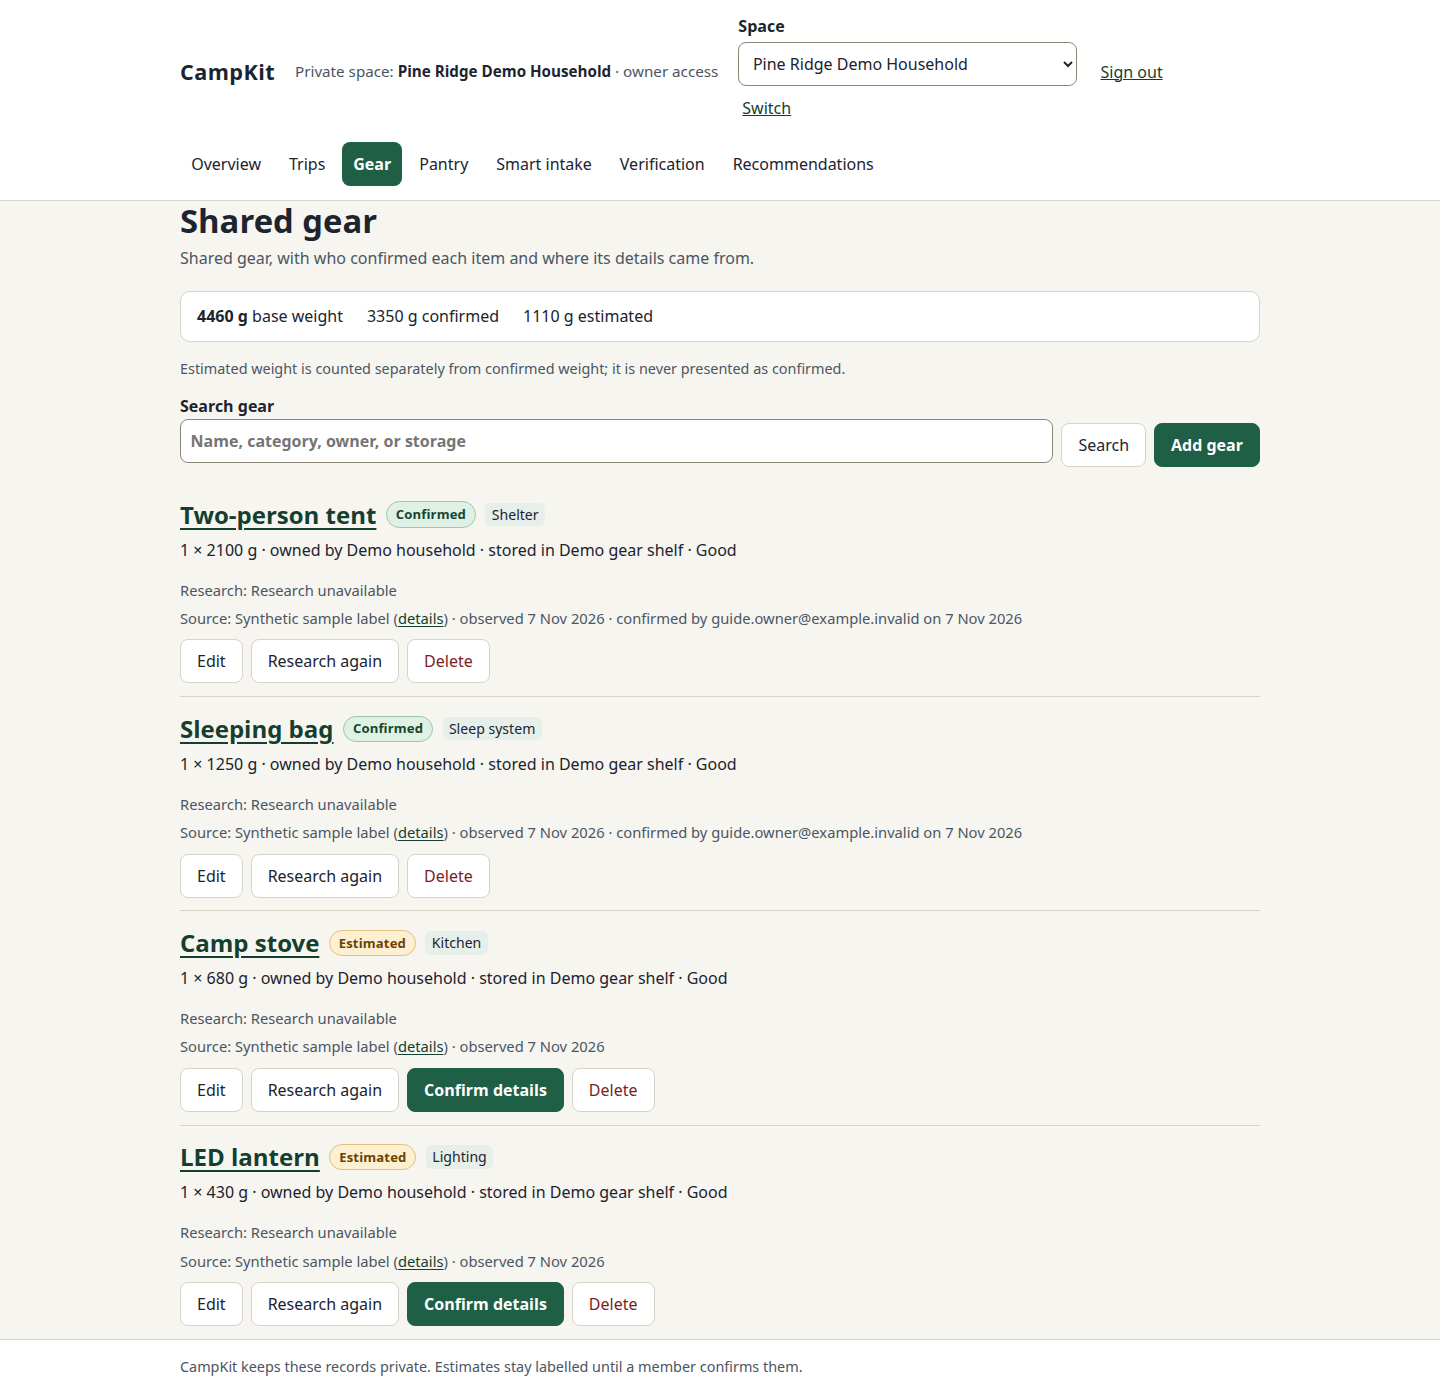 Space
CampKit
Private space: Pine Ridge Demo Household · owner access
Pine Ridge Demo Household
Sign out
Switch
Overview
Trips
Gear
Pantry
Smart intake
Verification
Recommendations
Shared gear
Shared gear, with who confirmed each item and where its details came from.
4460 g base weight 3350 g confirmed 1110 g estimated
Estimated weight is counted separately from confirmed weight; it is never presented as confirmed.
Search gear
Name, category, owner, or storage
Search
Add gear
Two-person tent Confirmed Shelter
1 × 2100 g · owned by Demo household · stored in Demo gear shelf · Good
Research: Research unavailable
Source: Synthetic sample label (details) · observed 7 Nov 2026 · confirmed by guide.owner@example.invalid on 7 Nov 2026
Edit Research again Delete
Sleeping bag Confirmed Sleep system
1 × 1250 g · owned by Demo household · stored in Demo gear shelf · Good
Research: Research unavailable
Source: Synthetic sample label (details) · observed 7 Nov 2026 · confirmed by guide.owner@example.invalid on 7 Nov 2026
Edit Research again Delete
Camp stove Estimated Kitchen
1 × 680 g · owned by Demo household · stored in Demo gear shelf · Good
Research: Research unavailable
Source: Synthetic sample label (details) · observed 7 Nov 2026
Edit Research again Confirm details Delete
LED lantern Estimated Lighting
1 × 430 g · owned by Demo household · stored in Demo gear shelf · Good
Research: Research unavailable
Source: Synthetic sample label (details) · observed 7 Nov 2026
Edit Research again Confirm details Delete
CampKit keeps these records private. Estimates stay labelled until a member confirms them.